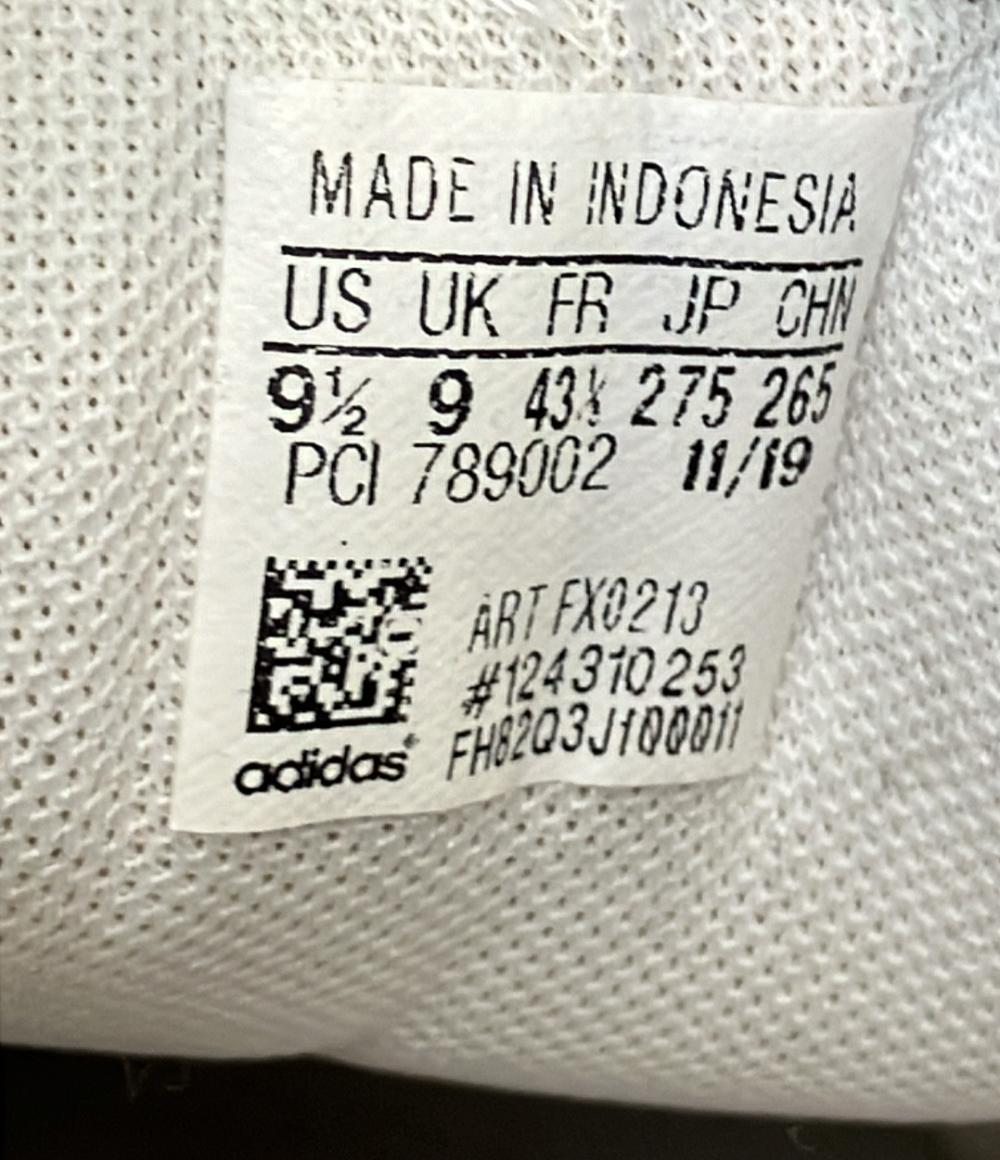 MADE IN INDONESIA
US UK FR JP CHN
9½ 9 43⅓ 275 265
PCI 789002 11/19
ART FX0213
#124310253
FH82Q3J100011
adidas